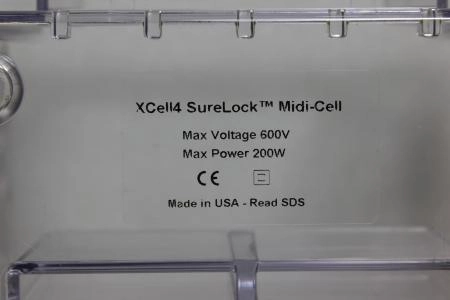 XCell4 SureLock™ Midi-Cell
Max Voltage 600V
Max Power 200W
CE
Made in USA - Read SDS